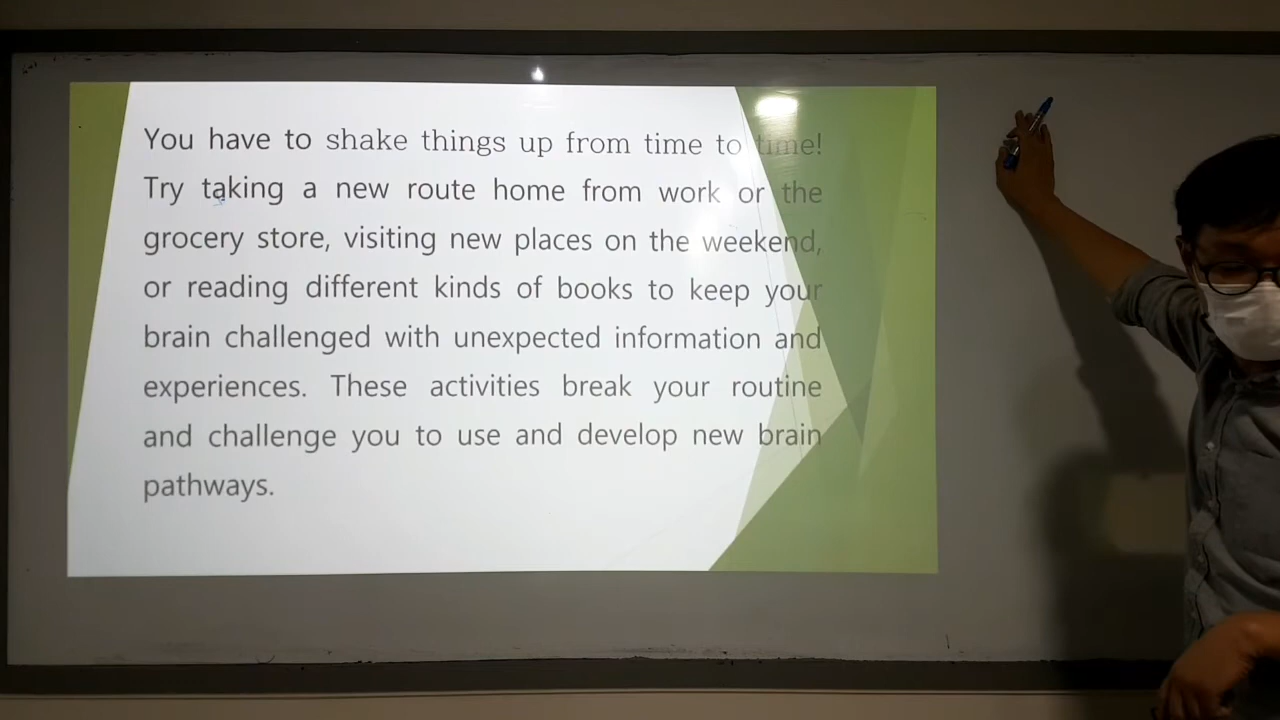 You have to shake things up from time to time!
Try taking a new route home from work or the
grocery store, visiting new places on the weekend,
or reading different kinds of books to keep your
brain challenged with unexpected information and
experiences. These activities break your routine
and challenge you to use and develop new brain
pathways.